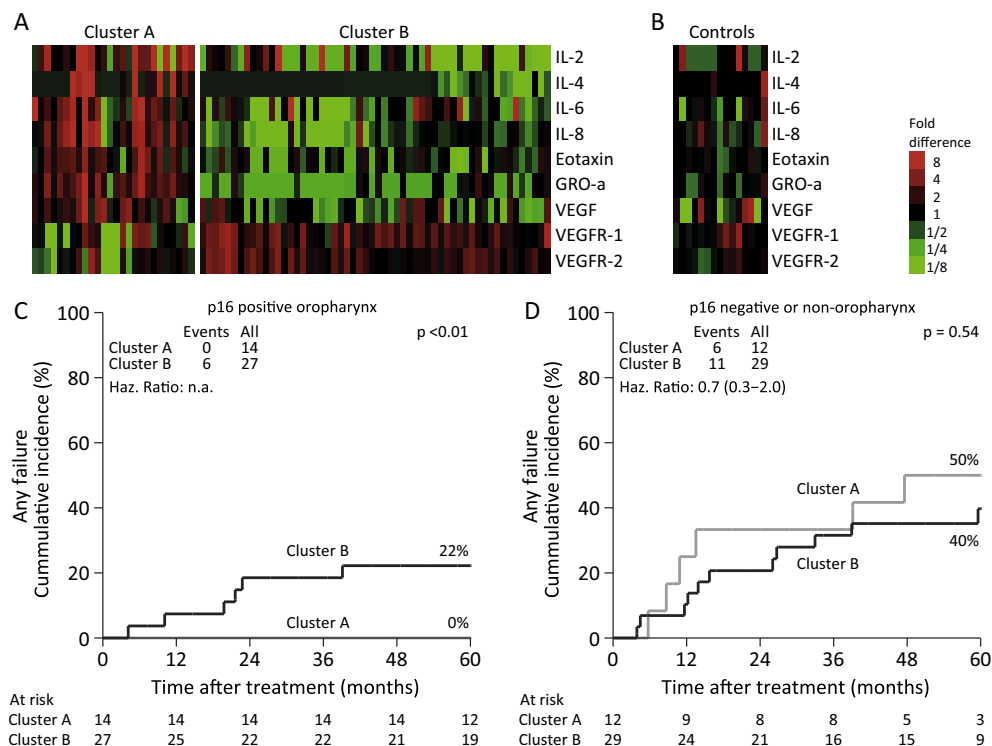 A
Cluster A
Cluster B
B
Controls
IL-2
IL-4
IL-6
IL-8
Eotaxin
GRO-a
VEGF
VEGFR-1
VEGFR-2
IL-2
IL-4
IL-6
IL-8
Eotaxin
GRO-a
VEGF
VEGFR-1
VEGFR-2
Fold
difference
8
4
2
1
1/2
1/4
1/8
C
p16 positive oropharynx
Events All
Cluster A 0 14
Cluster B 6 27
Haz. Ratio: n.a.
p <0.01
Any failure
Cummulative incidence (%)
100
80
60
40
20
0
Cluster B
22%
Cluster A
0%
0 12 24 36 48 60
Time after treatment (months)
At risk
Cluster A 14 14 14 14 14 12
Cluster B 27 25 22 22 21 19
D
p16 negative or non-oropharynx
Events All
Cluster A 6 12
Cluster B 11 29
Haz. Ratio: 0.7 (0.3–2.0)
p = 0.54
Any failure
Cummulative incidence (%)
100
80
60
40
20
0
50%
Cluster A
40%
Cluster B
0 12 24 36 48 60
Time after treatment (months)
At risk
Cluster A 12 9 8 8 5 3
Cluster B 29 24 21 16 15 9